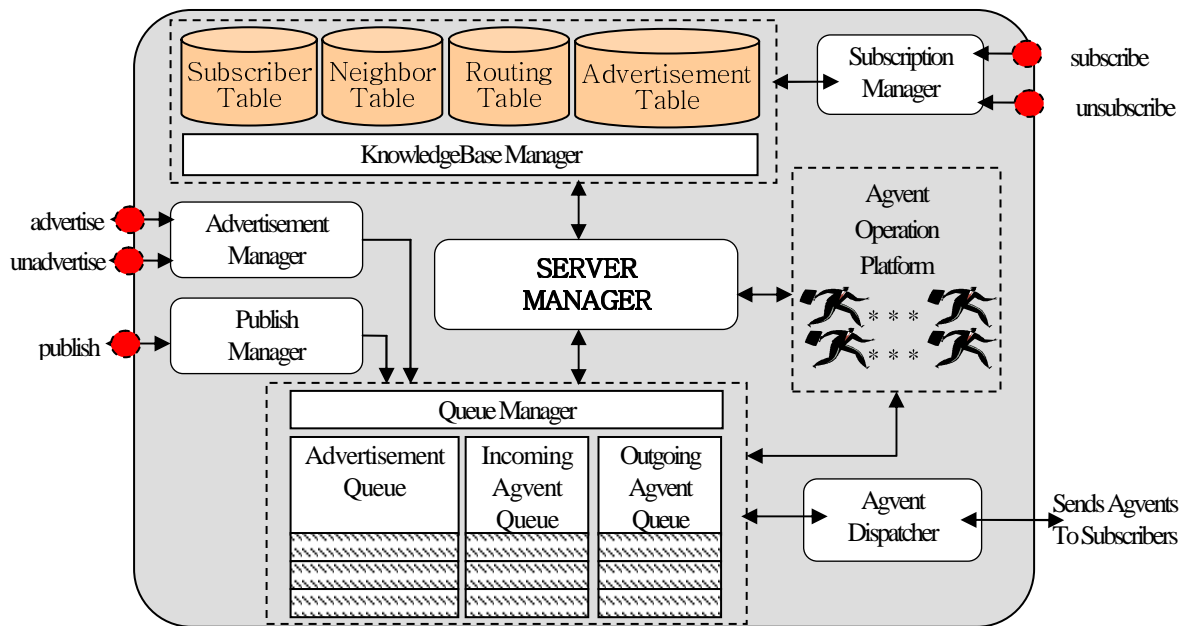 Subscriber
Table
Neighbor
Table
Routing
Table
Advertisement
Table
KnowledgeBase Manager
Subscription
Manager
subscribe
unsubscribe
advertise
unadvertise
Advertisement
Manager
publish
Publish
Manager
SERVER
MANAGER
Agvent
Operation
Platform
* * *
* * *
Queue Manager
Advertisement
Queue
Incoming
Agvent
Queue
Outgoing
Agvent
Queue
Agvent
Dispatcher
Sends Agvents
To Subscribers